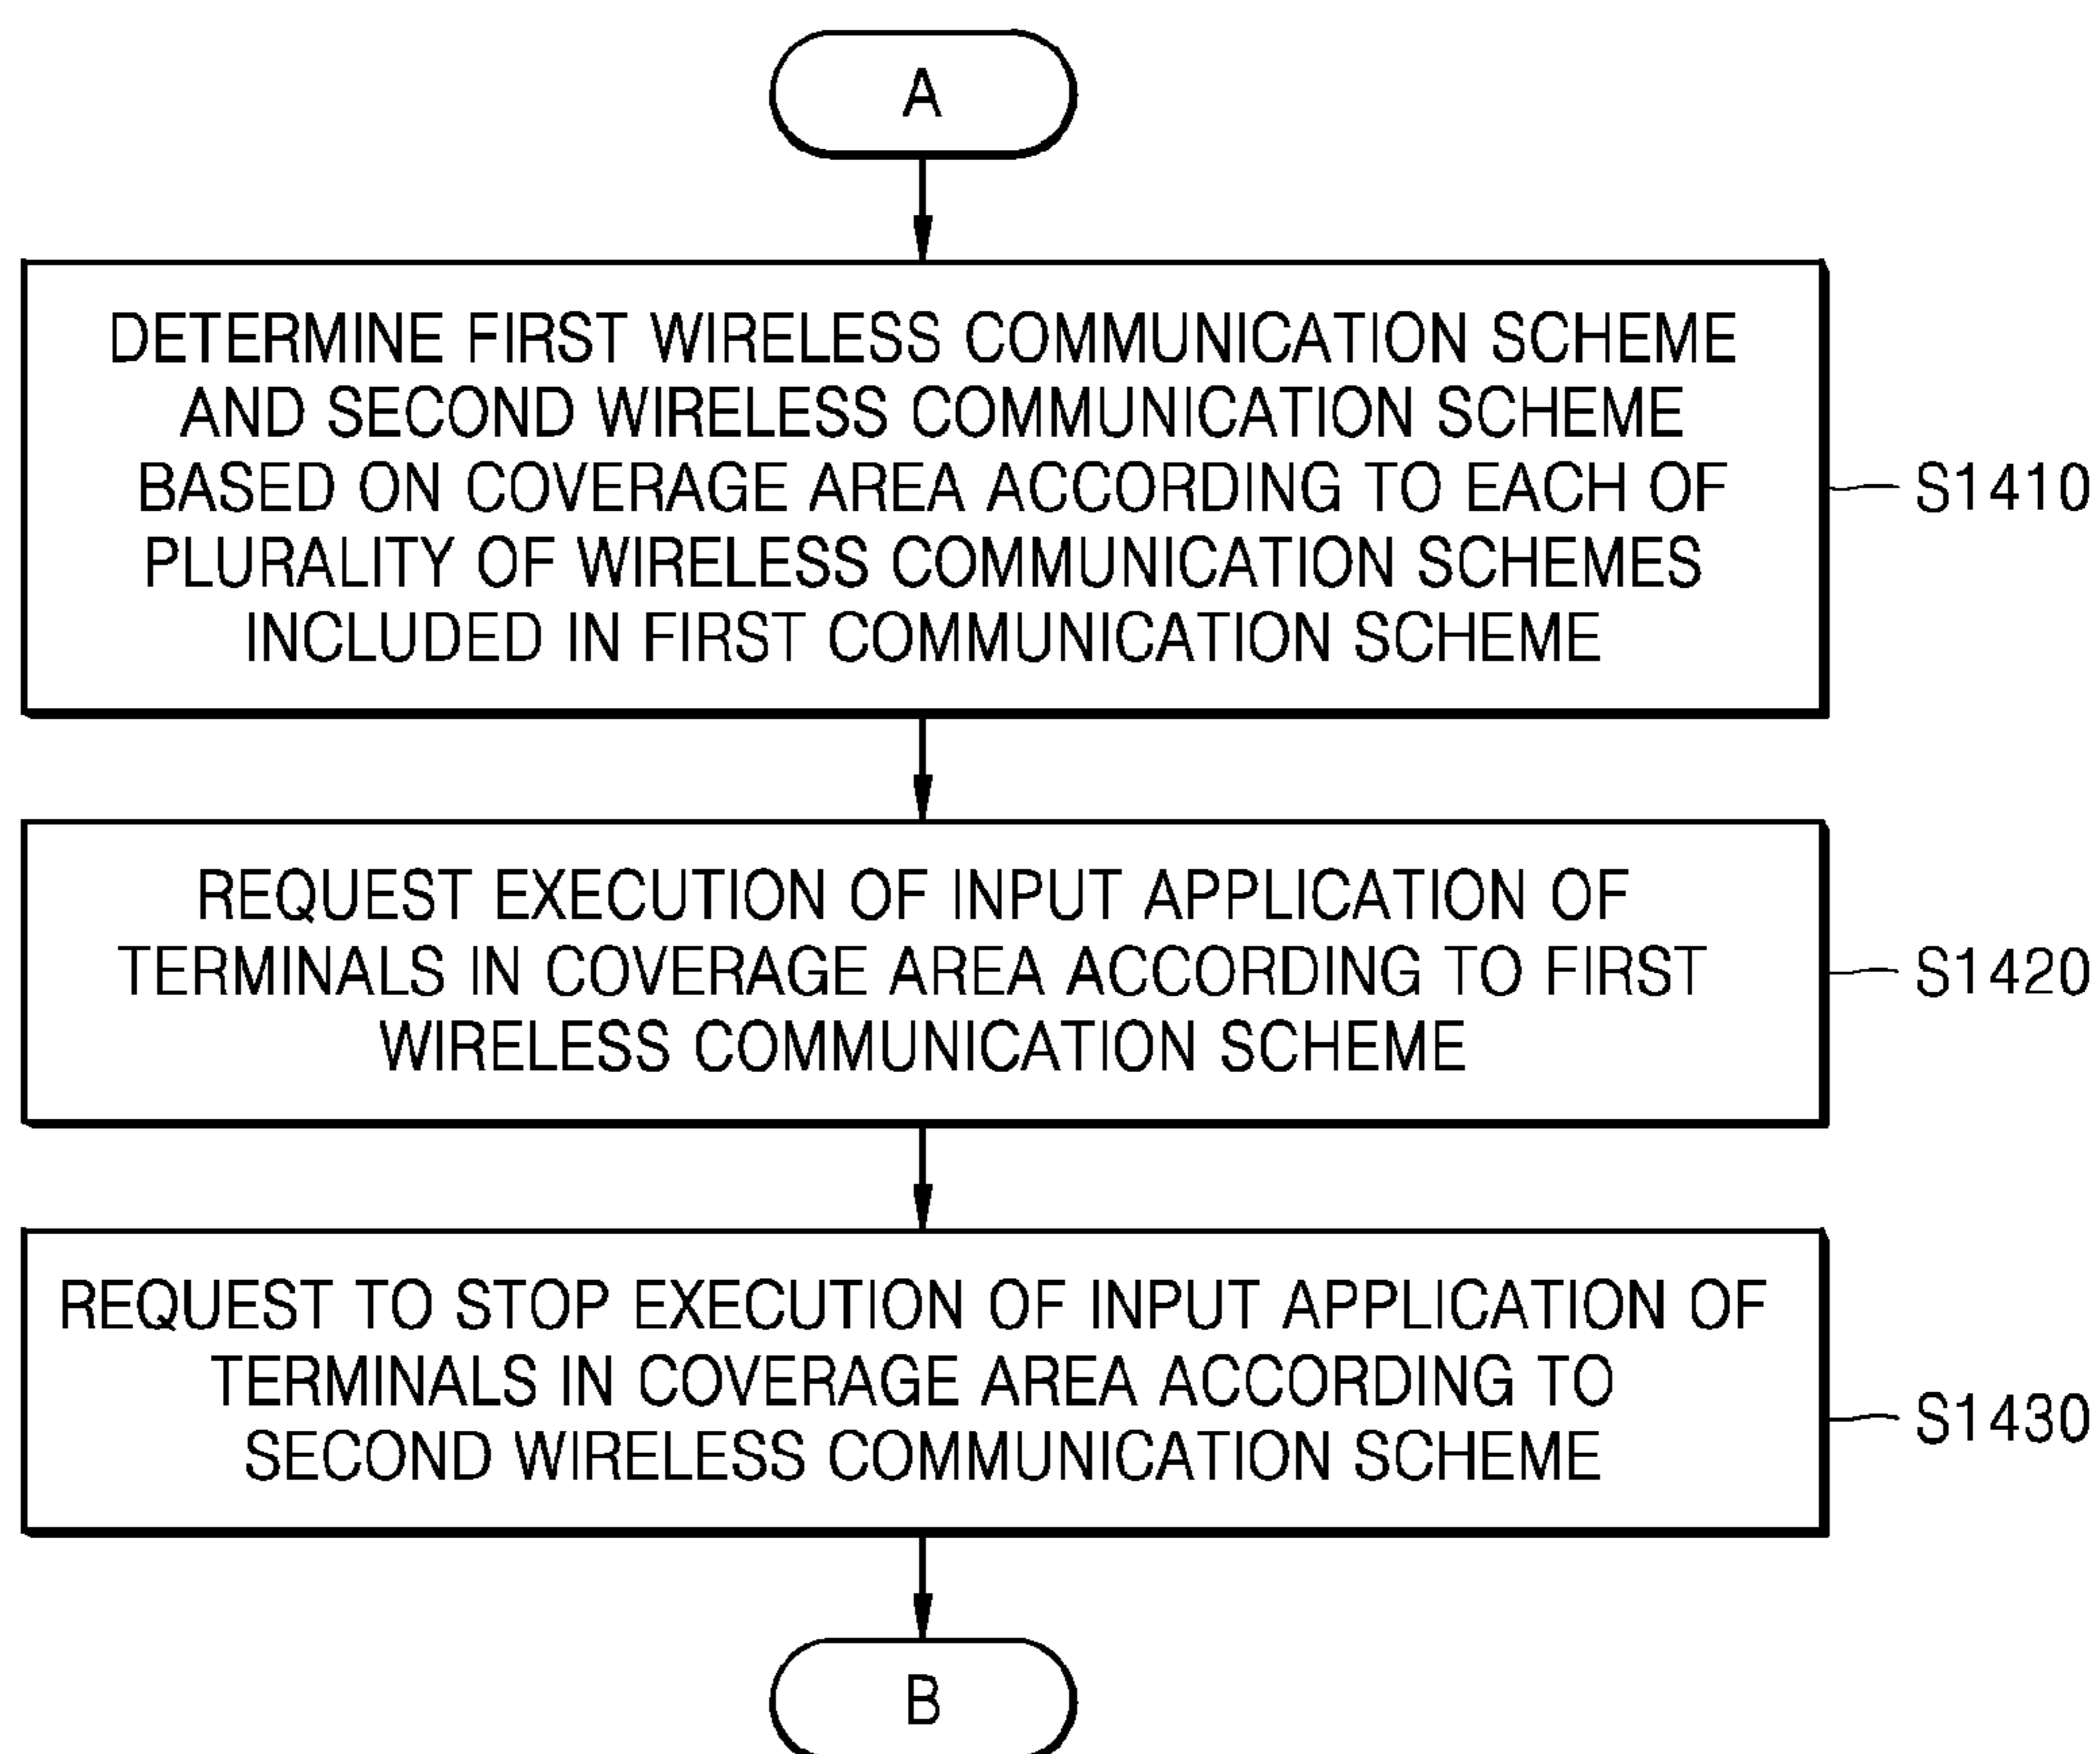 A
DETERMINE FIRST WIRELESS COMMUNICATION SCHEME
AND SECOND WIRELESS COMMUNICATION SCHEME
BASED ON COVERAGE AREA ACCORDING TO EACH OF
PLURALITY OF WIRELESS COMMUNICATION SCHEMES
INCLUDED IN FIRST COMMUNICATION SCHEME
S1410
REQUEST EXECUTION OF INPUT APPLICATION OF
TERMINALS IN COVERAGE AREA ACCORDING TO FIRST
WIRELESS COMMUNICATION SCHEME
S1420
REQUEST TO STOP EXECUTION OF INPUT APPLICATION OF
TERMINALS IN COVERAGE AREA ACCORDING TO
SECOND WIRELESS COMMUNICATION SCHEME
S1430
B